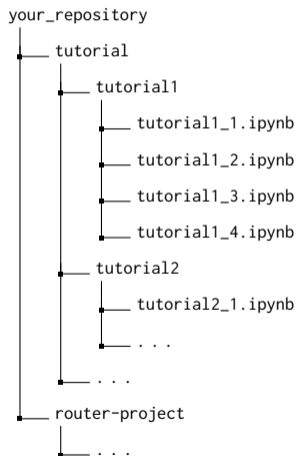 your_repository
tutorial
tutorial1
tutorial1_1.ipynb
tutorial1_2.ipynb
tutorial1_3.ipynb
tutorial1_4.ipynb
tutorial2
tutorial2_1.ipynb
...
...
router-project
...